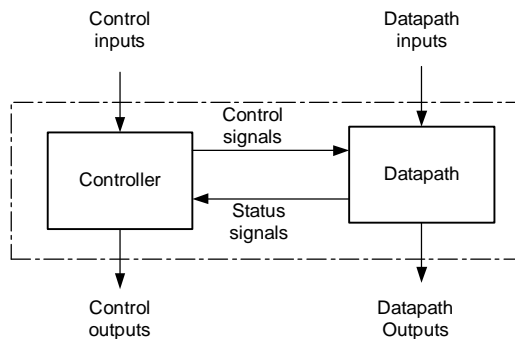 Control
inputs
Datapath
inputs
Control
signals
Controller
Datapath
Status
signals
Control
outputs
Datapath
Outputs